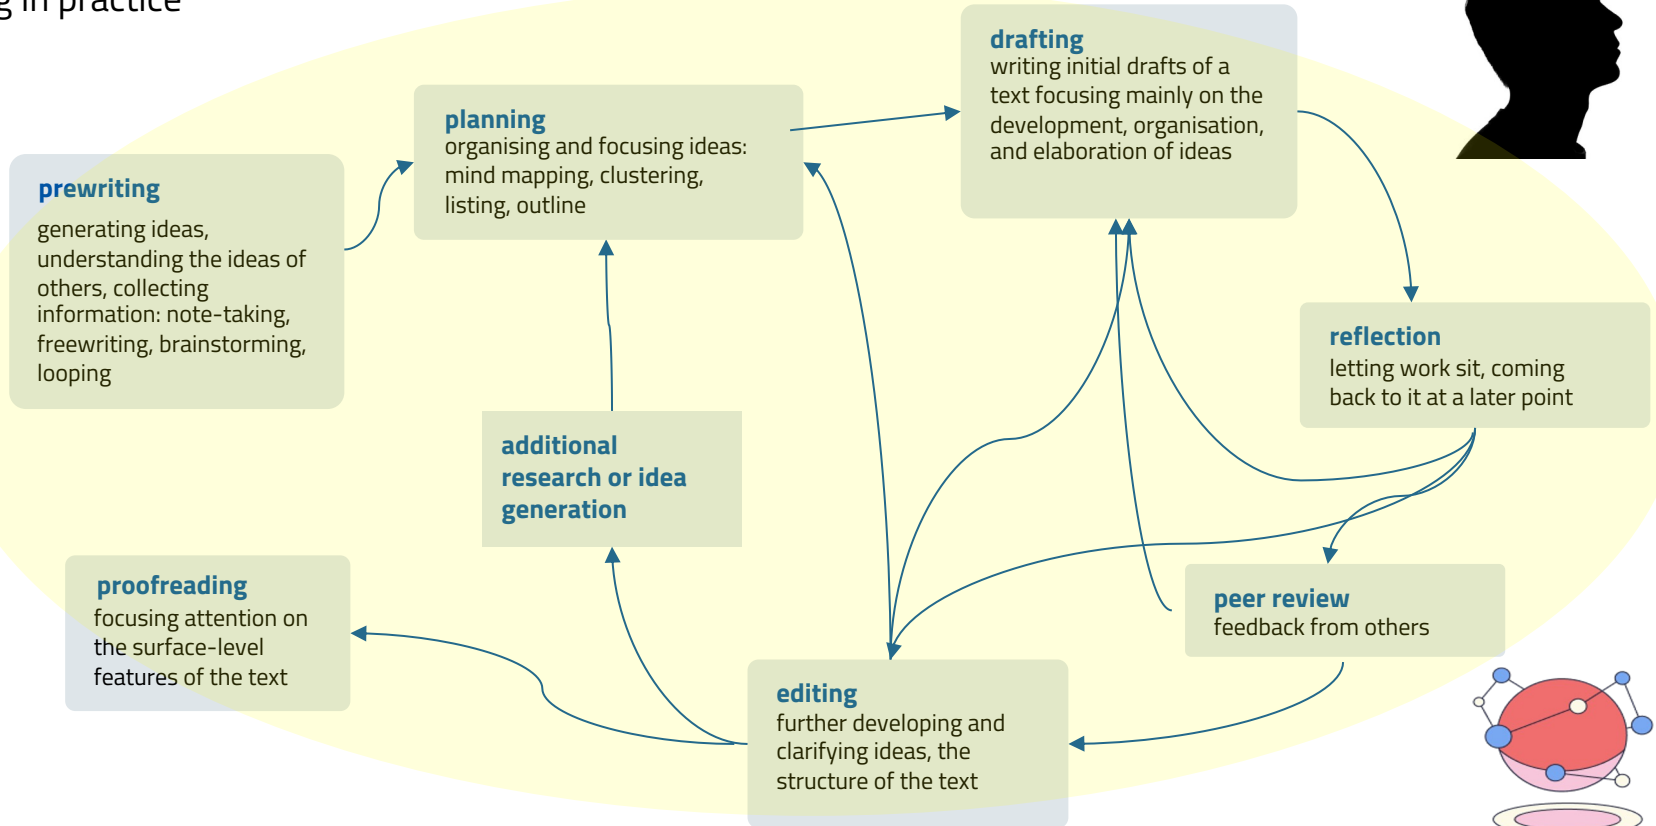 g in practice
drafting
writing initial drafts of a
text focusing mainly on the
development, organisation,
and elaboration of ideas
planning
organising and focusing ideas:
mind mapping, clustering,
listing, outline
prewriting
generating ideas,
understanding the ideas of
others, collecting
information: note-taking,
freewriting, brainstorming,
looping
reflection
letting work sit, coming
back to it at a later point
additional
research or idea
generation
proofreading
focusing attention on
the surface-level
features of the text
peer review
feedback from others
editing
further developing and
clarifying ideas, the
structure of the text